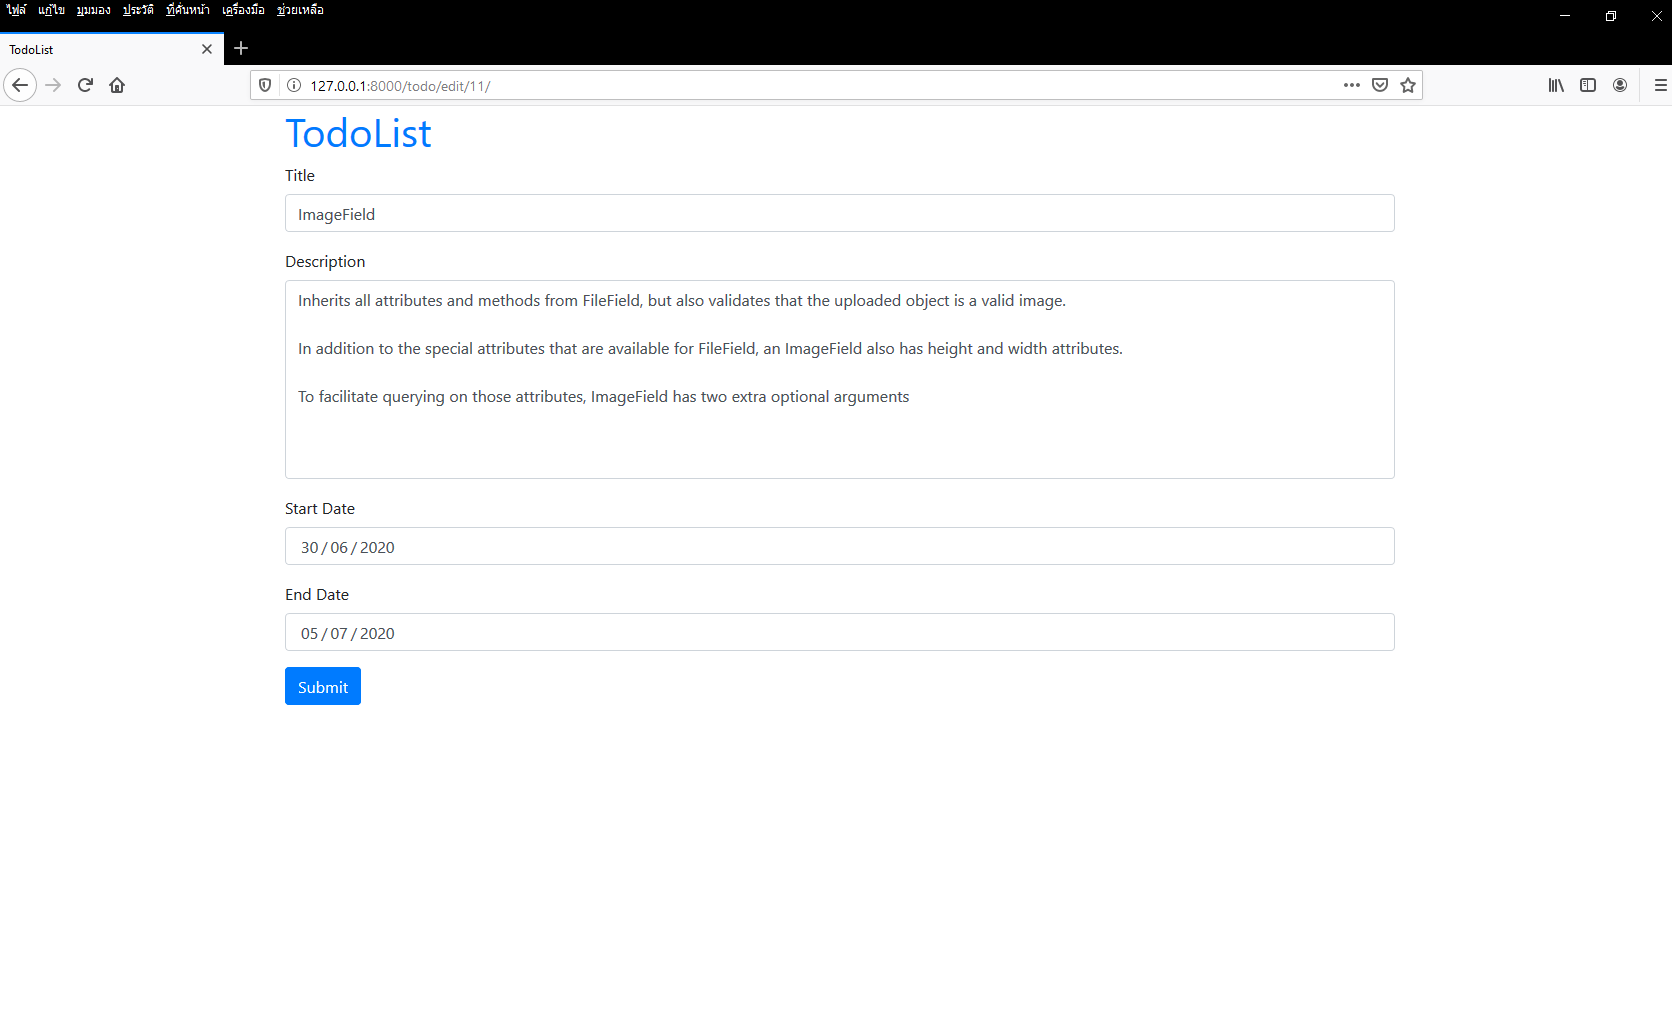 ไฟล์ แก้ไข มุมมอง ประวัติ ที่คั่นหน้า เครื่องมือ ช่วยเหลือ
TodoList
127.0.0.1:8000/todo/edit/11/
TodoList
Title
ImageField
Description
Inherits all attributes and methods from FileField, but also validates that the uploaded object is a valid image.
In addition to the special attributes that are available for FileField, an ImageField also has height and width attributes.
To facilitate querying on those attributes, ImageField has two extra optional arguments
Start Date
30 / 06 / 2020
End Date
05 / 07 / 2020
Submit